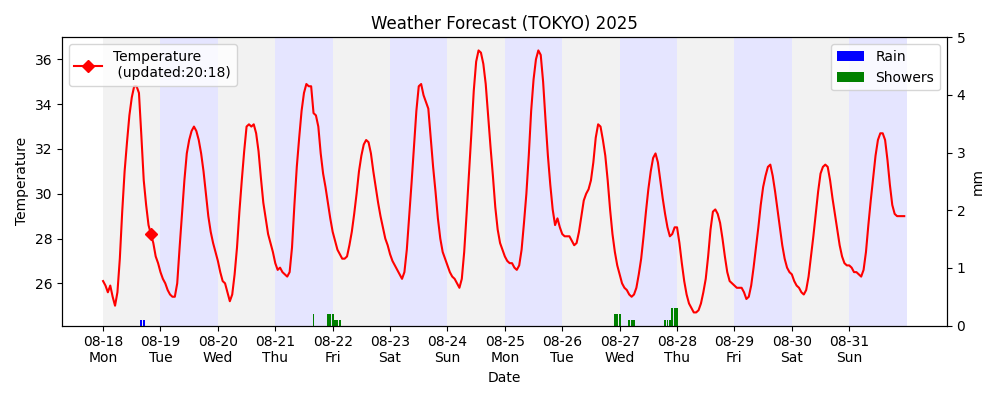 Weather Forecast (TOKYO) 2025
Temperature
(updated:20:18)
Rain
Showers
Temperature
36
34
32
30
28
26
5
4
3
2
1
0
mm
08-18 08-19 08-20 08-21 08-22 08-23 08-24 08-25 08-26 08-27 08-28 08-29 08-30 08-31
Mon Tue Wed Thu Fri Sat Sun Mon Tue Wed Thu Fri Sat Sun
Date